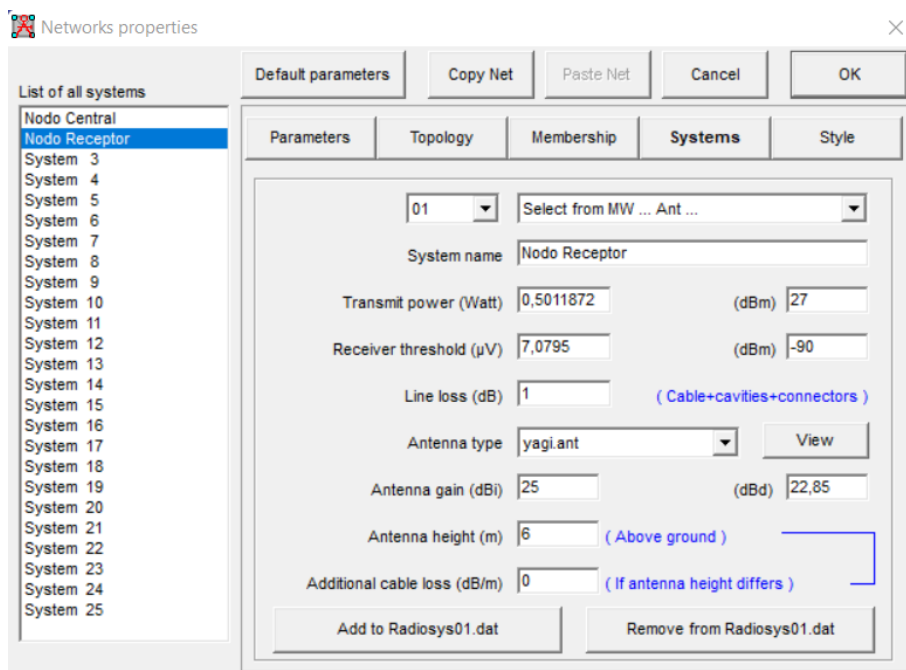 Networks properties
List of all systems
Default parameters Copy Net Paste Net Cancel OK
Nodo Central
Nodo Receptor
System 3
System 4
System 5
System 6
System 7
System 8
System 9
System 10
System 11
System 12
System 13
System 14
System 15
System 16
System 17
System 18
System 19
System 20
System 21
System 22
System 23
System 24
System 25
Parameters Topology Membership Systems Style
01 Select from MW ... Ant ...
System name Nodo Receptor
Transmit power (Watt) 0,5011872 (dBm) 27
Receiver threshold (µV) 7,0795 (dBm) -90
Line loss (dB) 1 ( Cable+cavities+connectors )
Antenna type yagi.ant View
Antenna gain (dBi) 25 (dBd) 22,85
Antenna height (m) 6 ( Above ground )
Additional cable loss (dB/m) 0 ( If antenna height differs )
Add to Radiosys01.dat Remove from Radiosys01.dat